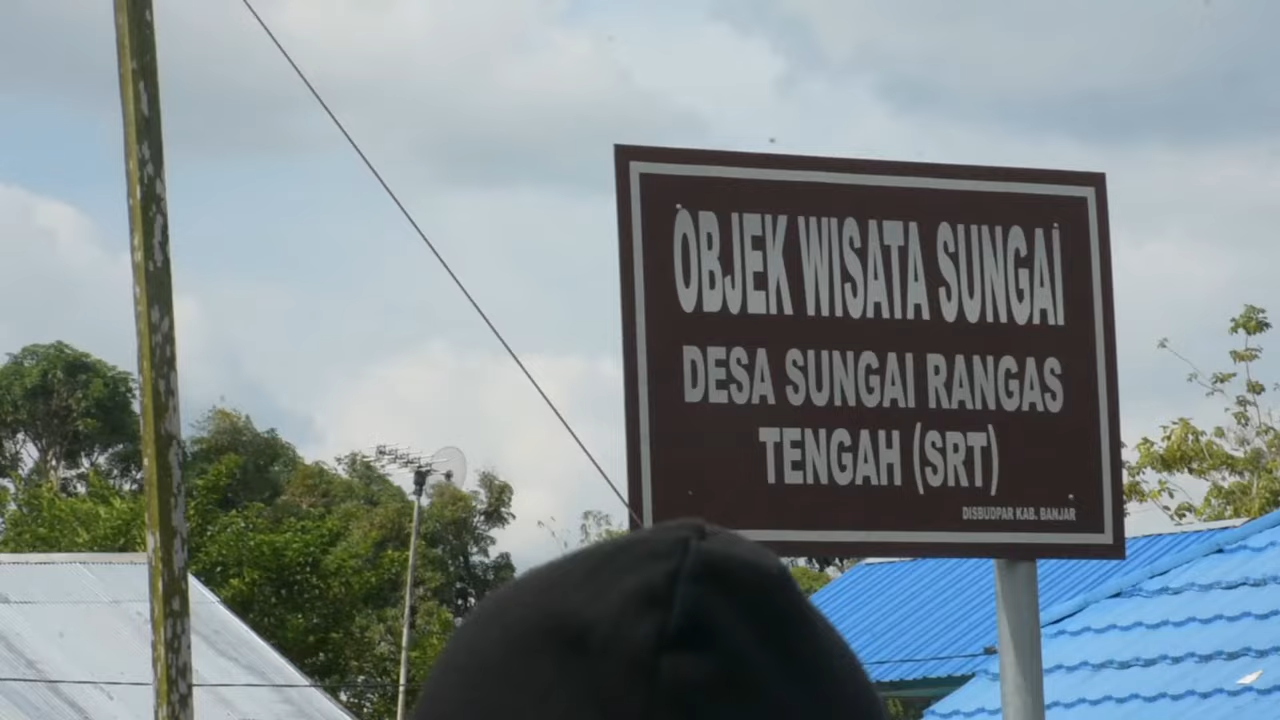 OBJEK WISATA SUNGAI
DESA SUNGAI RANGAS
TENGAH (SRT)
DISBUDPAR KAB. BANJAR